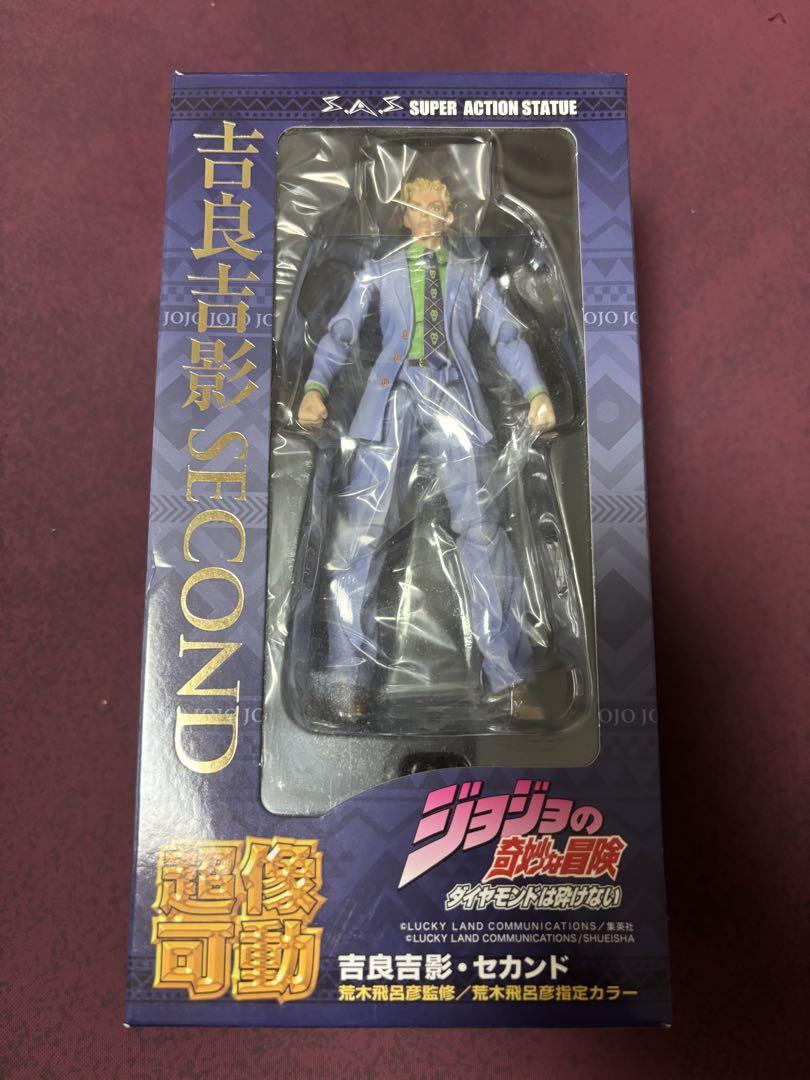 S.A.S SUPER ACTION STATUE
吉良吉影 SECOND
JOJO JOJO JO
JOJO JO
JOJO JO
ジョジョの
奇妙な冒険
ダイヤモンドは砕けない
©LUCKY LAND COMMUNICATIONS/集英社
©LUCKY LAND COMMUNICATIONS/SHUEISHA
超像
可動
吉良吉影・セカンド
荒木飛呂彦監修/荒木飛呂彦指定カラー